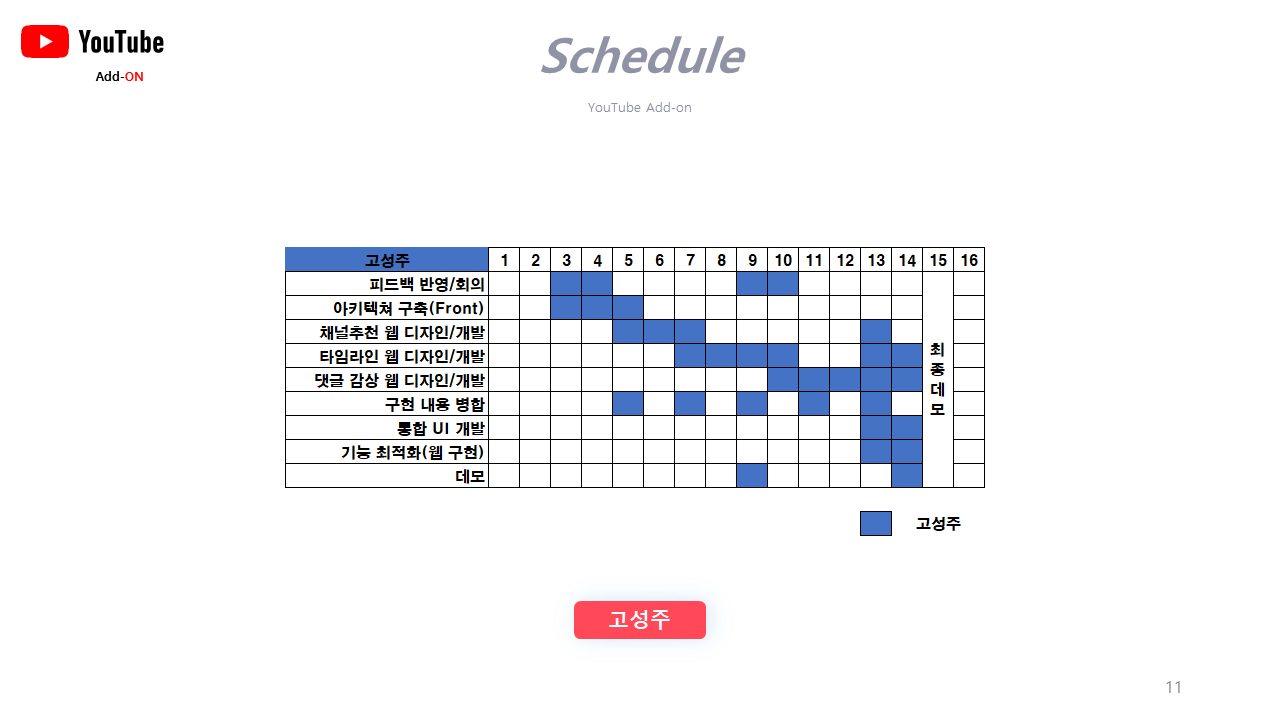 YouTube
Add-ON
Schedule
YouTube Add-on
고성주 1 2 3 4 5 6 7 8 9 10 11 12 13 14 15 16
피드백 반영/회의
아키텍쳐 구축(Front)
채널추천 웹 디자인/개발
타임라인 웹 디자인/개발
댓글 감상 웹 디자인/개발
구현 내용 병합
통합 UI 개발
기능 최적화(웹 구현)
데모
최
종
데
모
고성주
고성주
11